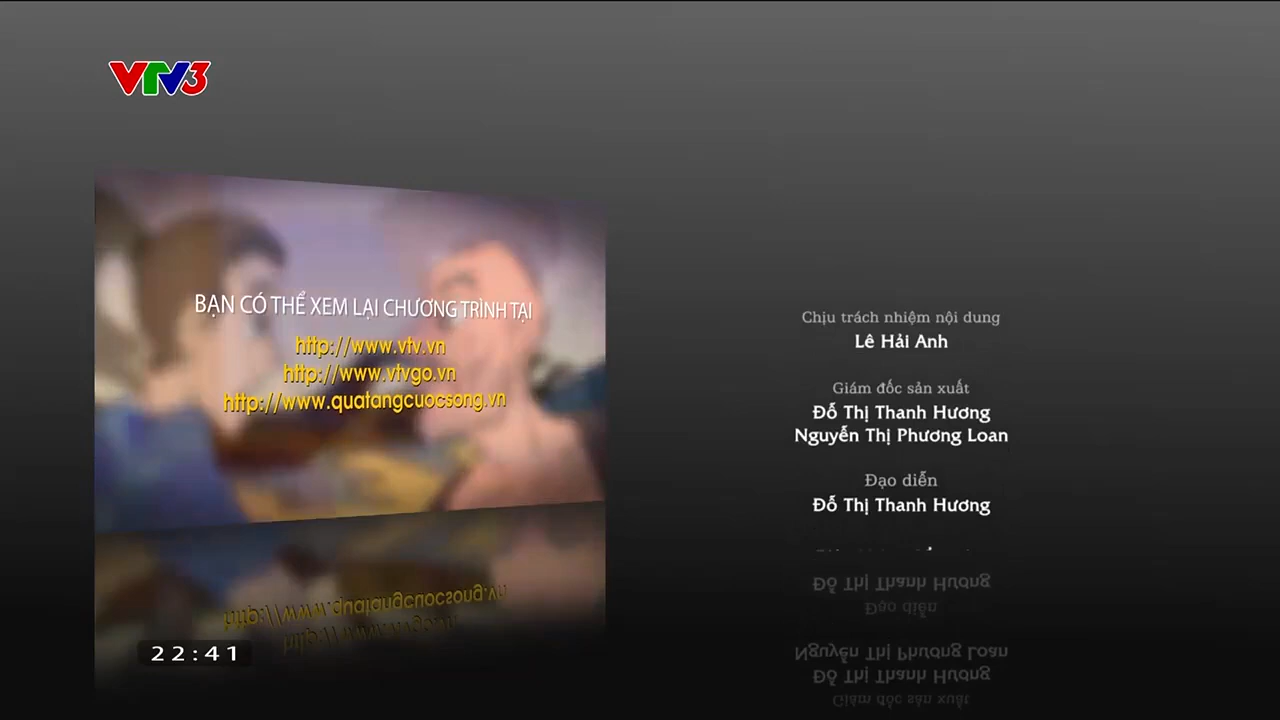 VTV3
BẠN CÓ THỂ XEM LẠI CHƯƠNG TRÌNH TẠI
http://www.vtv.vn
http://www.vtvgo.vn
http://www.quatangcuocsong.vn
Chịu trách nhiệm nội dung
Lê Hải Anh
Giám đốc sản xuất
Đỗ Thị Thanh Hương
Nguyễn Thị Phương Loan
Đạo diễn
Đỗ Thị Thanh Hương
22:41